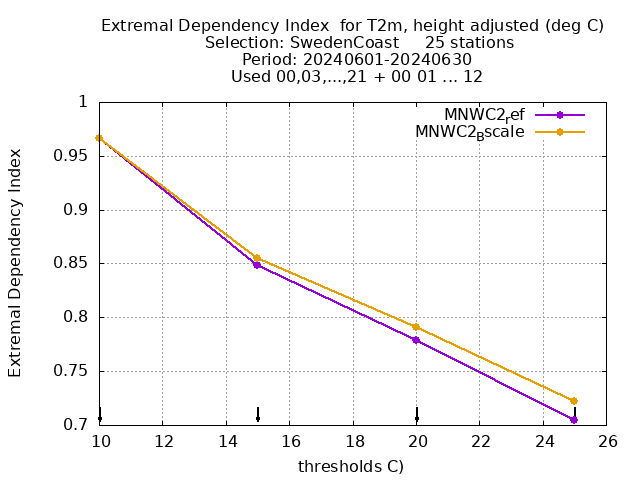 Extremal Dependency Index  for T2m, height adjusted (deg C)
Selection: SwedenCoast     25 stations
Period: 20240601-20240630
Used 00,03,...,21 + 00 01 ... 12
MNWC2ref
MNWC2Bscale
Extremal Dependency Index
1
0.95
0.9
0.85
0.8
0.75
0.7
10 12 14 16 18 20 22 24 26
thresholds C)